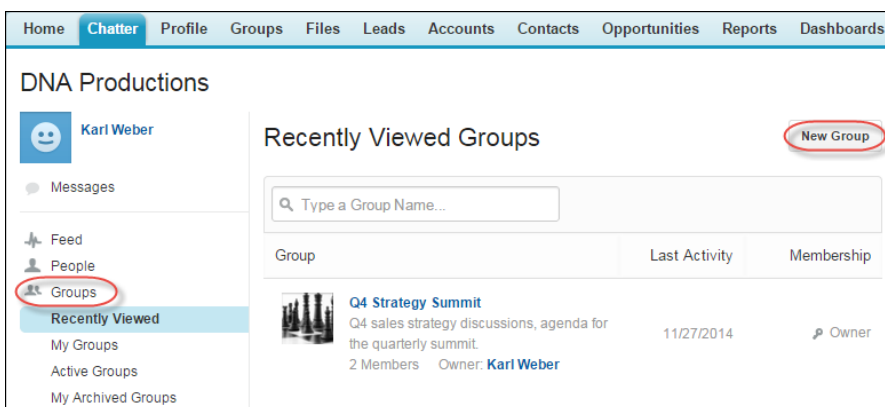 Home Chatter Profile Groups Files Leads Accounts Contacts Opportunities Reports Dashboards
DNA Productions
Karl Weber
Messages
Feed
People
Groups
Recently Viewed
My Groups
Active Groups
My Archived Groups
Recently Viewed Groups
New Group
Type a Group Name...
Group Last Activity Membership
Q4 Strategy Summit
Q4 sales strategy discussions, agenda for
the quarterly summit.
2 Members Owner: Karl Weber
11/27/2014
Owner